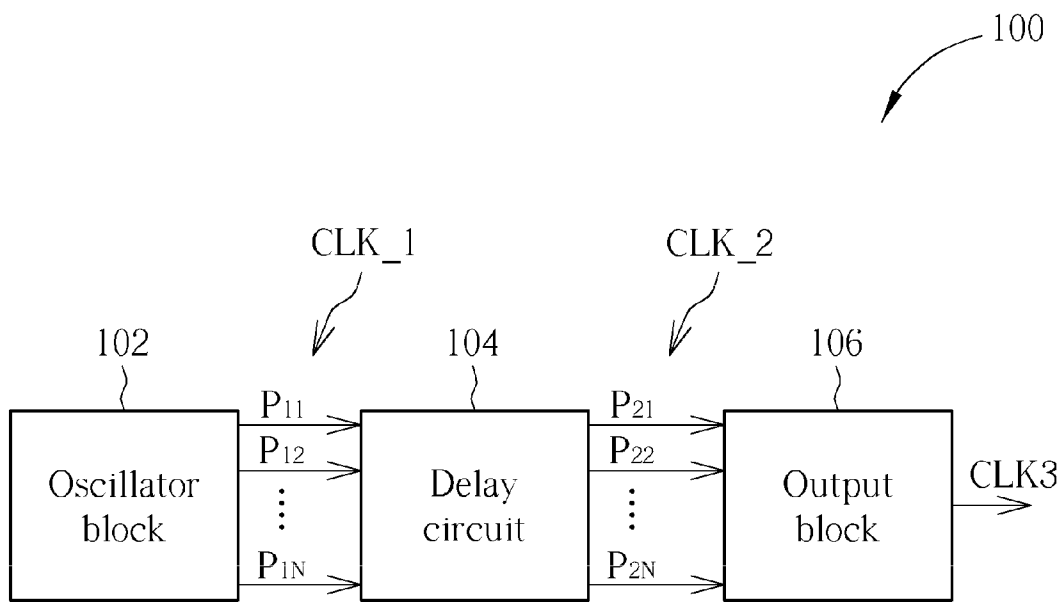 100
CLK_1
CLK_2
102
104
106
P11
P21
P12
P22
Oscillator
block
Delay
circuit
Output
block
CLK3
P1N
P2N